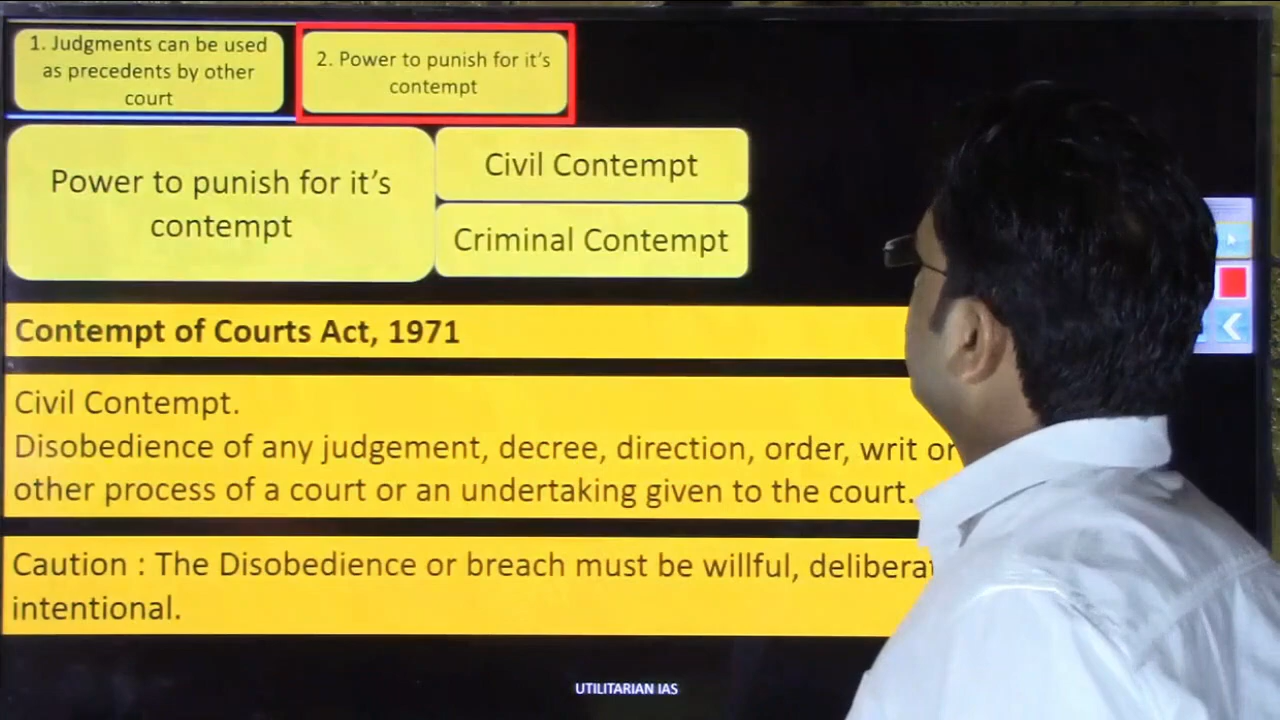 1. Judgments can be used
as precedents by other
court
2. Power to punish for it's
contempt
Power to punish for it's
contempt
Civil Contempt
Criminal Contempt
Contempt of Courts Act, 1971
Civil Contempt.
Disobedience of any judgement, decree, direction, order, writ or
other process of a court or an undertaking given to the court.
Caution : The Disobedience or breach must be willful,
intentional.
UTILITARIAN IAS